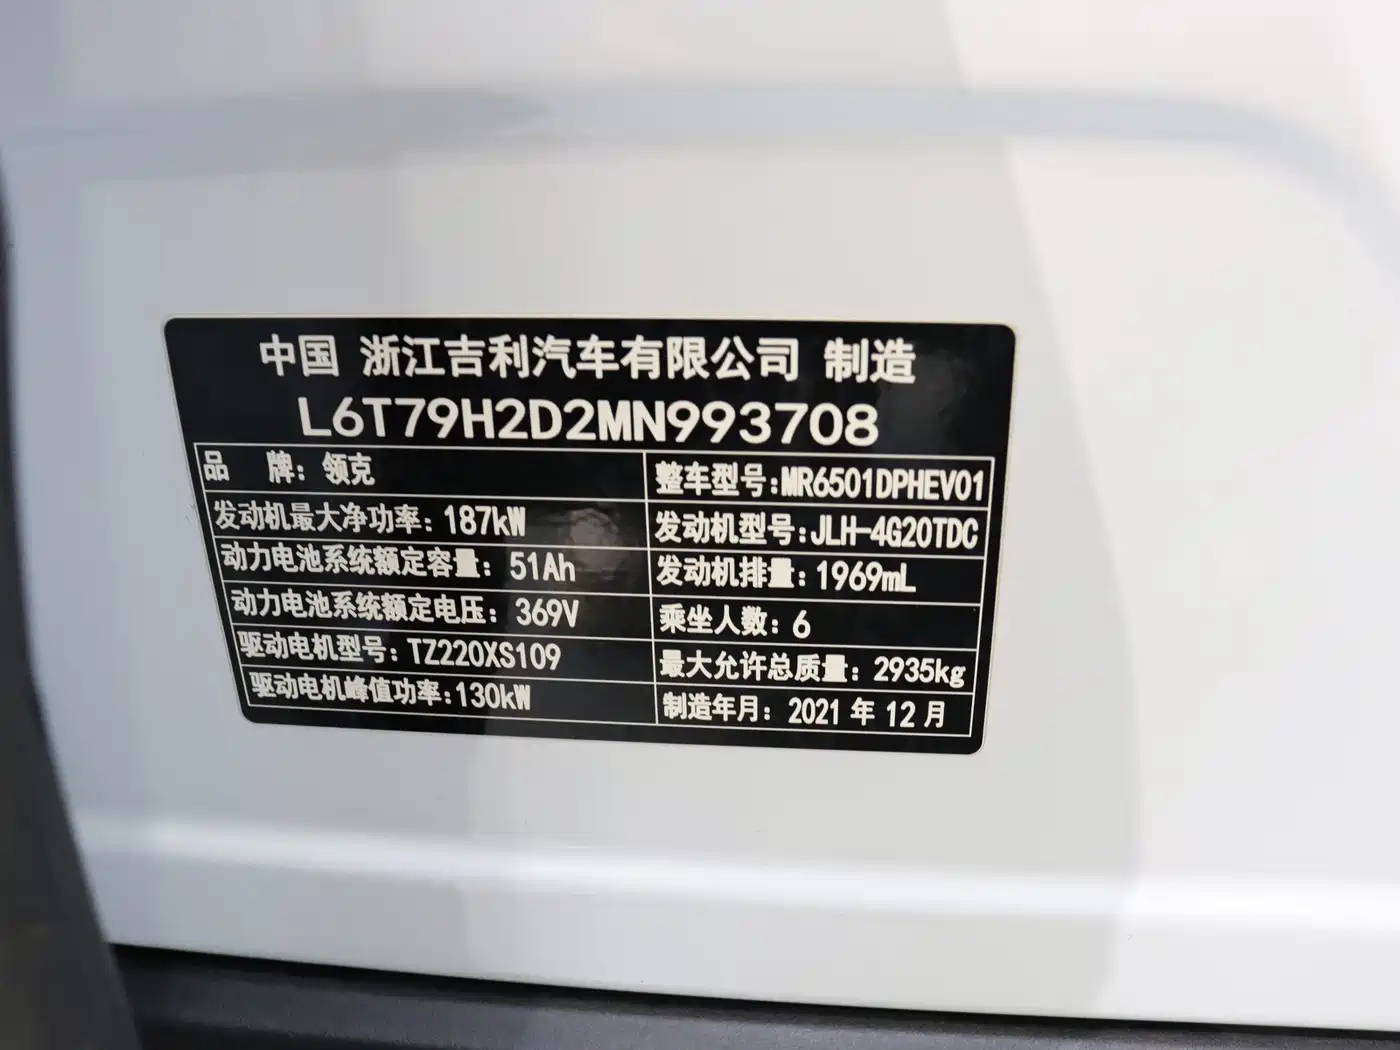 中国 浙江吉利汽车有限公司 制造
L6T79H2D2MN993708
品 牌：领克
整车型号：MR6501DPHEV01
发动机最大净功率：187kW
发动机型号：JLH-4G20TDC
动力电池系统额定容量：51Ah
发动机排量：1969mL
动力电池系统额定电压：369V
乘坐人数：6
驱动电机型号：TZ220XS109
最大允许总质量：2935kg
驱动电机峰值功率：130kW
制造年月：2021 年 12 月